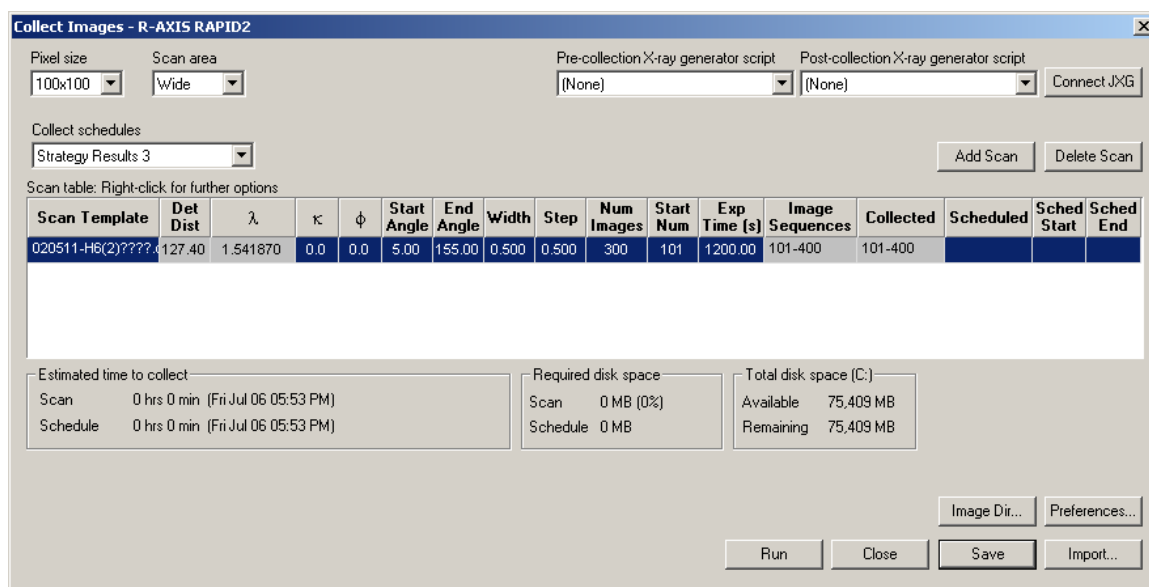 Collect Images - R-AXIS RAPID2
Pixel size Scan area Pre-collection X-ray generator script Post-collection X-ray generator script
100x100 Wide (None) (None) Connect JXG
Collect schedules
Strategy Results 3 Add Scan Delete Scan
Scan table: Right-click for further options
Scan Template Det Dist λ κ ϕ Start Angle End Angle Width Step Num Images Start Num Exp Time (s) Image Sequences Collected Scheduled Sched Start Sched End
020511-H6(2)????. 127.40 1.541870 0.0 0.0 5.00 155.00 0.500 0.500 300 101 1200.00 101-400 101-400
Estimated time to collect Required disk space Total disk space (C:)
Scan 0 hrs 0 min (Fri Jul 06 05:53 PM) Scan 0 MB (0%) Available 75,409 MB
Schedule 0 hrs 0 min (Fri Jul 06 05:53 PM) Schedule 0 MB Remaining 75,409 MB
Image Dir... Preferences...
Run Close Save Import...